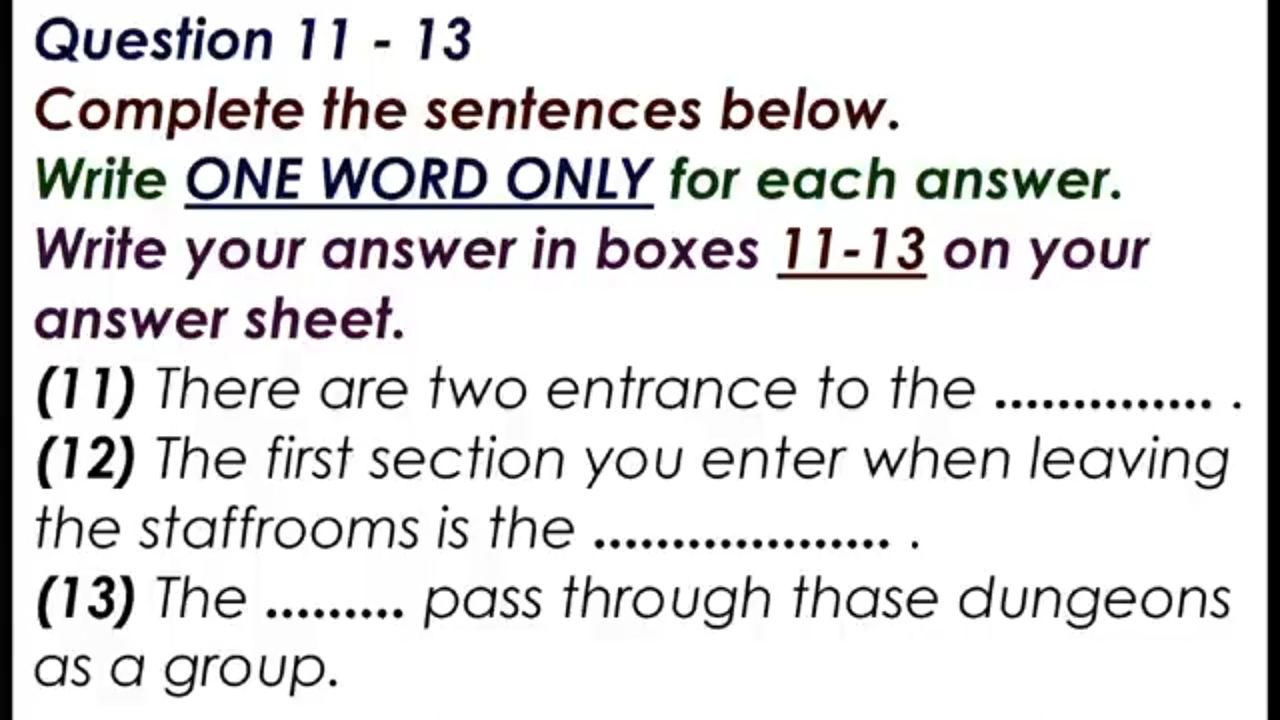 Question 11 - 13
Complete the sentences below.
Write ONE WORD ONLY for each answer.
Write your answer in boxes 11-13 on your
answer sheet.
(11) There are two entrance to the .............. .
(12) The first section you enter when leaving
the staffrooms is the ................... .
(13) The ......... pass through thase dungeons
as a group.